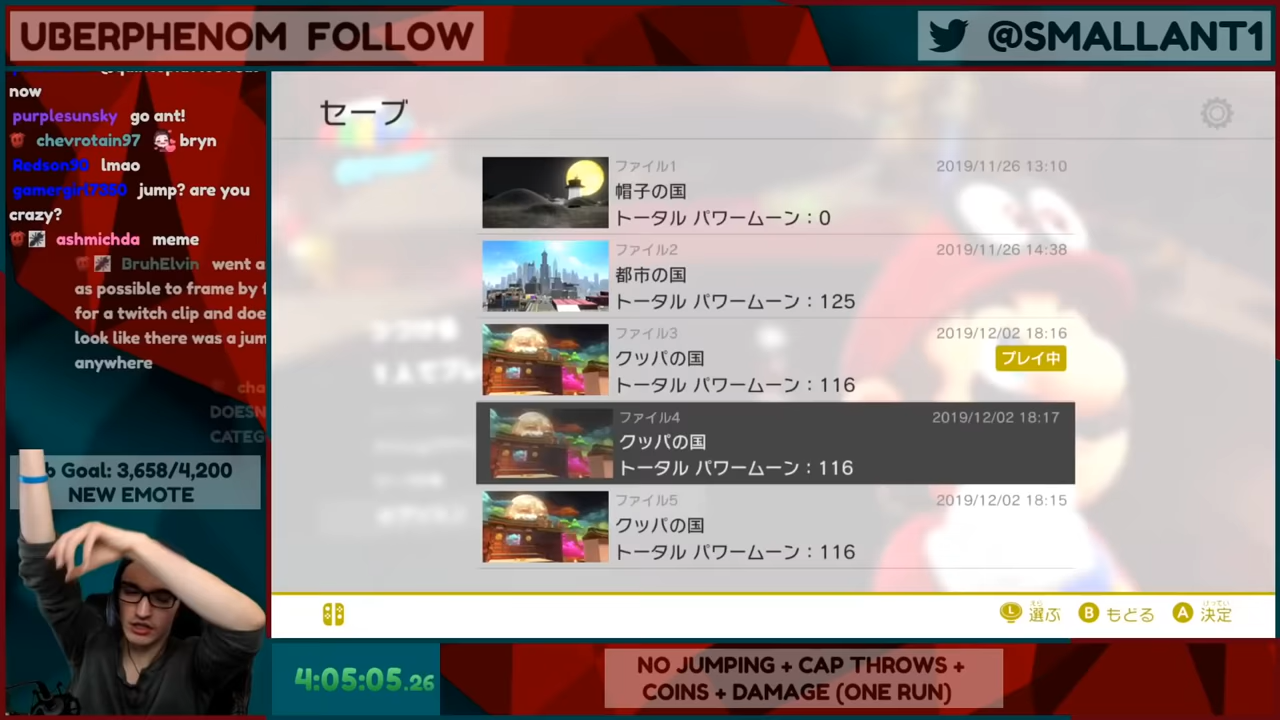 UBERPHENOM FOLLOW
@SMALLANT1
now
purplesunsky go ant!
chevrotain97 bryn
Redson90 lmao
gamergirl7350 jump? are you
crazy?
ashmichda meme
BruhElvin went a
as possible to frame by
for a twitch clip and doe
look like there was a jum
anywhere
cha
DOESN
CATEG
Goal: 3,658/4,200
NEW EMOTE
セーブ
ファイル1 2019/11/26 13:10
帽子の国
トータル パワームーン：0
ファイル2 2019/11/26 14:38
都市の国
トータル パワームーン：125
ファイル3 2019/12/02 18:16
クッパの国 プレイ中
トータル パワームーン：116
ファイル4 2019/12/02 18:17
クッパの国
トータル パワームーン：116
ファイル5 2019/12/02 18:15
クッパの国
トータル パワームーン：116
L 選ぶ B もどる A 決定
4:05:05.26
NO JUMPING + CAP THROWS +
COINS + DAMAGE (ONE RUN)